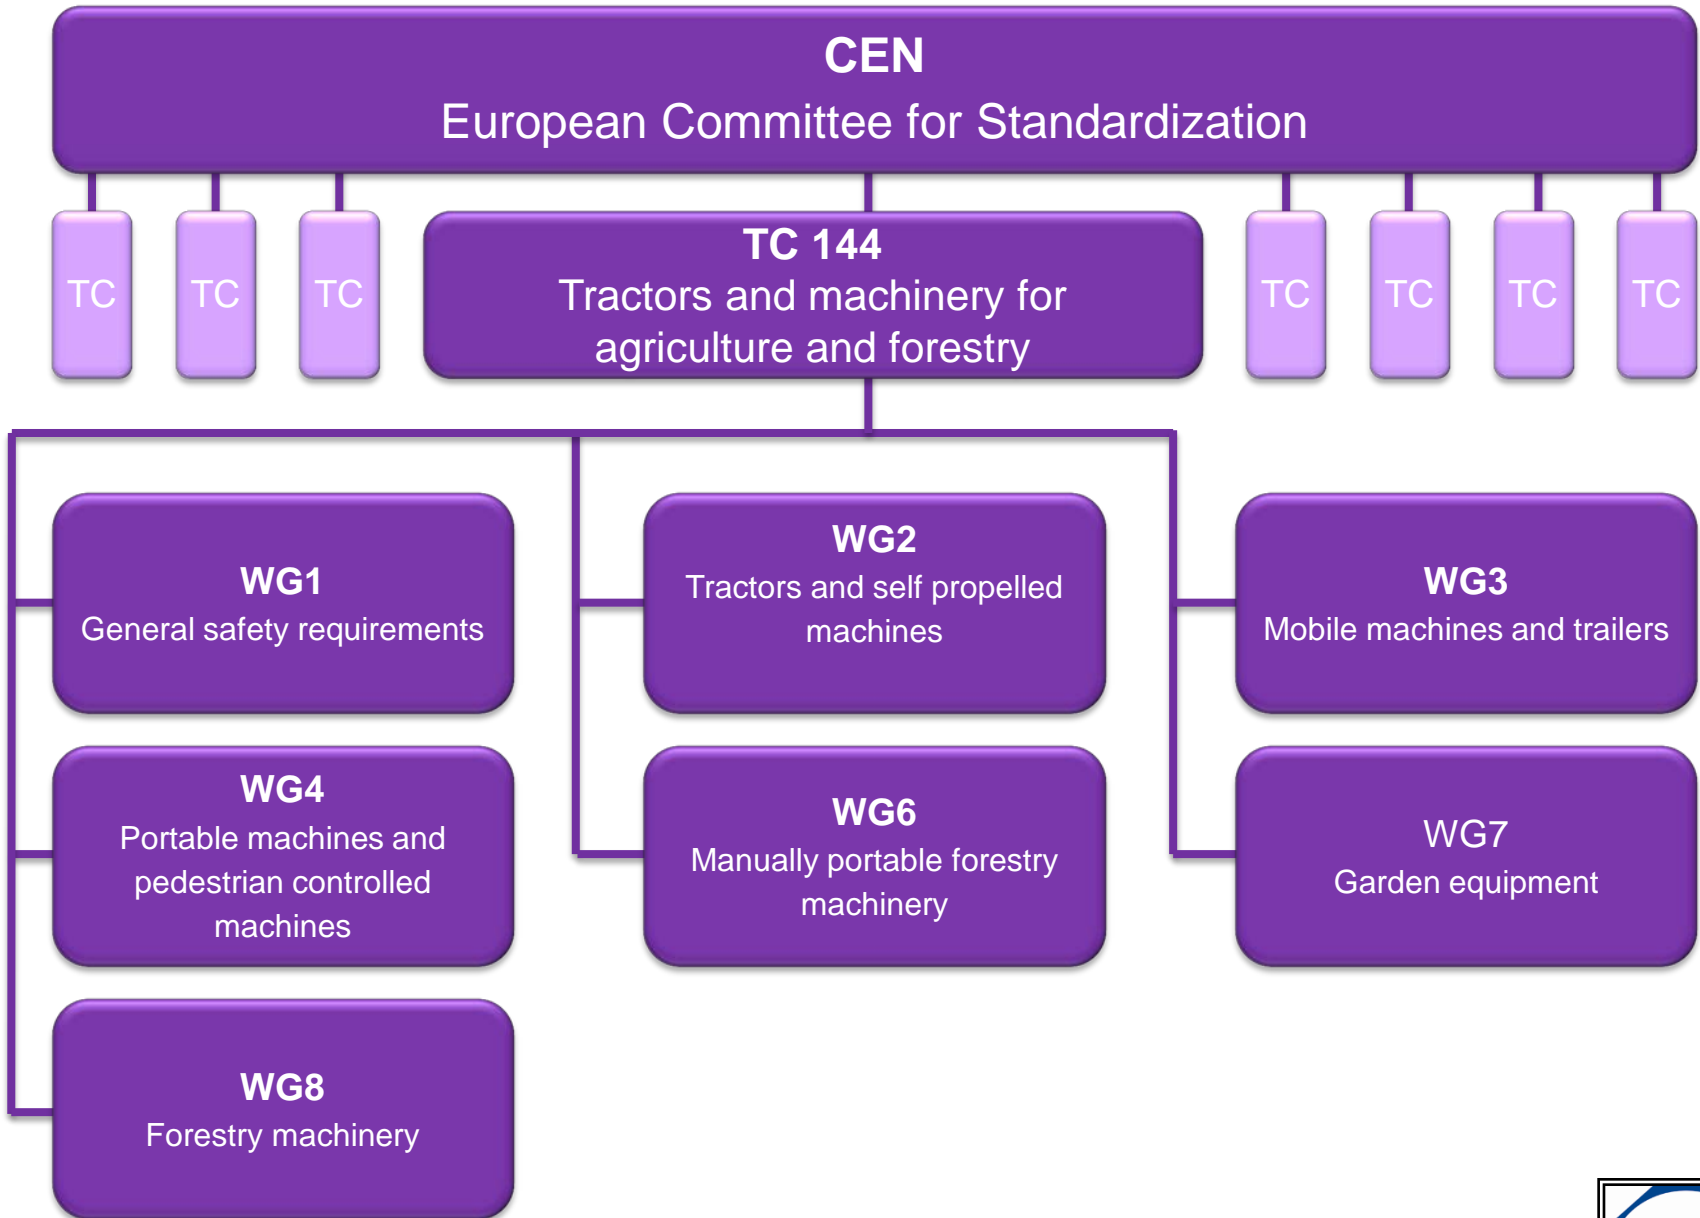 CEN
European Committee for Standardization
TC
TC
TC
TC 144
Tractors and machinery for
agriculture and forestry
TC
TC
TC
TC
WG1
General safety requirements
WG2
Tractors and self propelled
machines
WG3
Mobile machines and trailers
WG4
Portable machines and
pedestrian controlled
machines
WG6
Manually portable forestry
machinery
WG7
Garden equipment
WG8
Forestry machinery